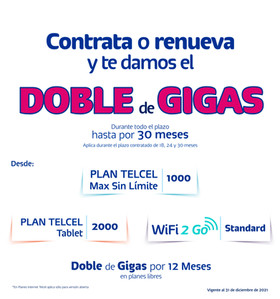 Contrata o renueva
y te damos el
DOBLE de GIGAS
Durante todo el plazo
hasta por 30 meses
Aplica durante el plazo contratado de 18, 24 y 30 meses
Desde:
PLAN TELCEL
Max Sin Límite
1000
PLAN TELCEL
Tablet
2000
WiFi 2 Go
Standard
Doble de Gigas por 12 Meses
en planes libres
Vigente al 31 de diciembre de 2021